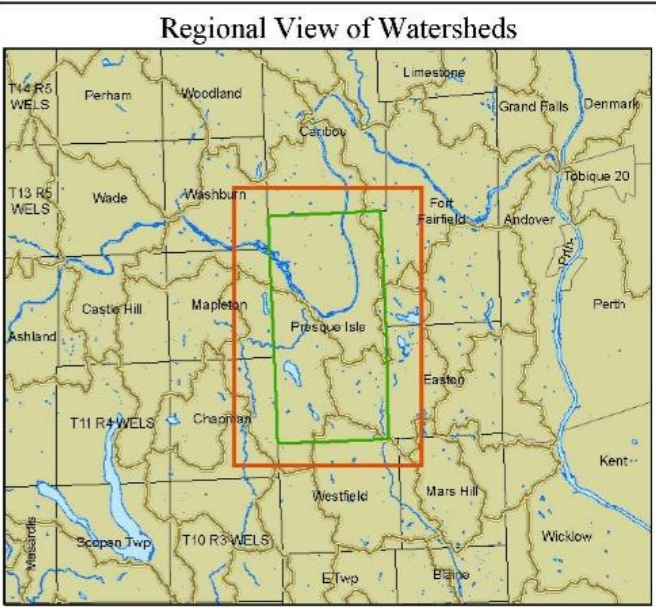 Regional View of Watersheds
Limestone
T14 R5
WELS
Perham
Woodland
Grand Falls
Denmark
Caribou
Tobique 20
T13 R5
WELS
Wade
Washburn
Fort
Fairfield
Andover
Prth
Castle Hill
Mapleton
Perth
Ashland
Presque Isle
Easton
T11 R4 WELS
Chapman
Kent
Westfield
Mars Hill
Masardis
Scopan Twp
T10 R3 WELS
Wicklow
E Twp
Blaine